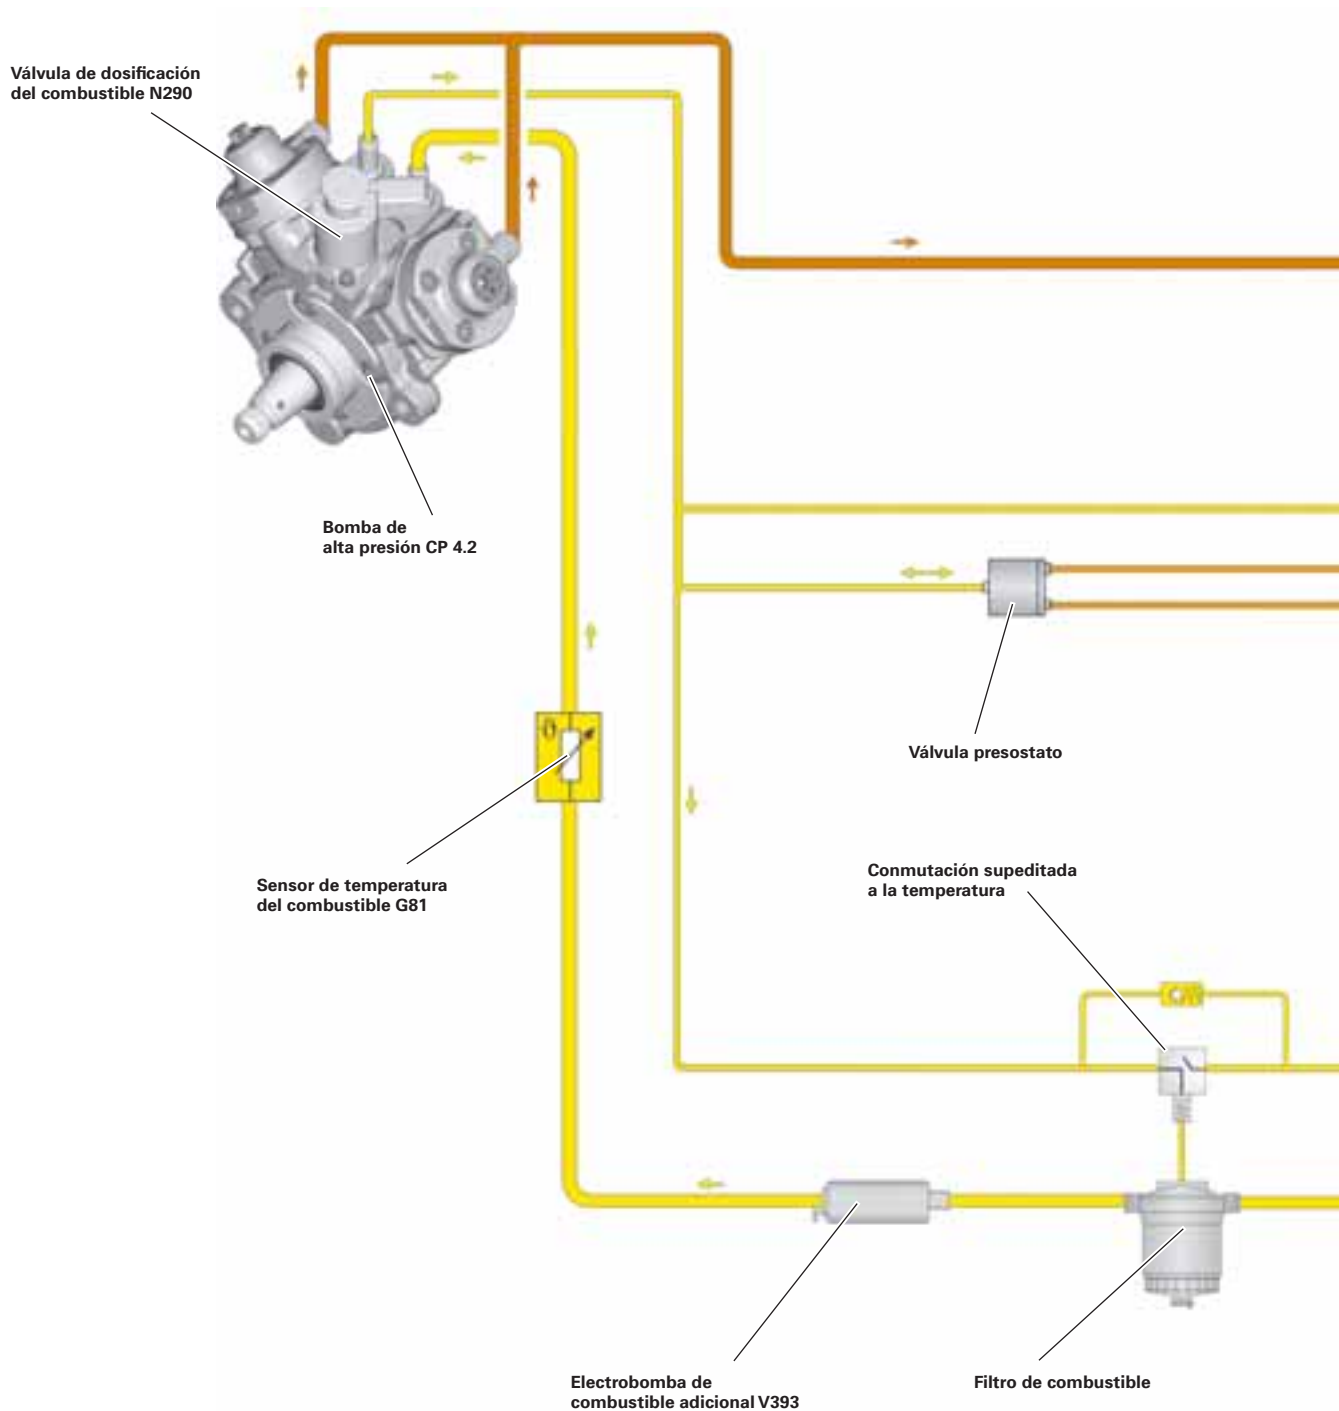 Válvula de dosificación
del combustible N290
Bomba de
alta presión CP 4.2
Válvula presostato
Sensor de temperatura
del combustible G81
Conmutación supeditada
a la temperatura
Electrobomba de
combustible adicional V393
Filtro de combustible